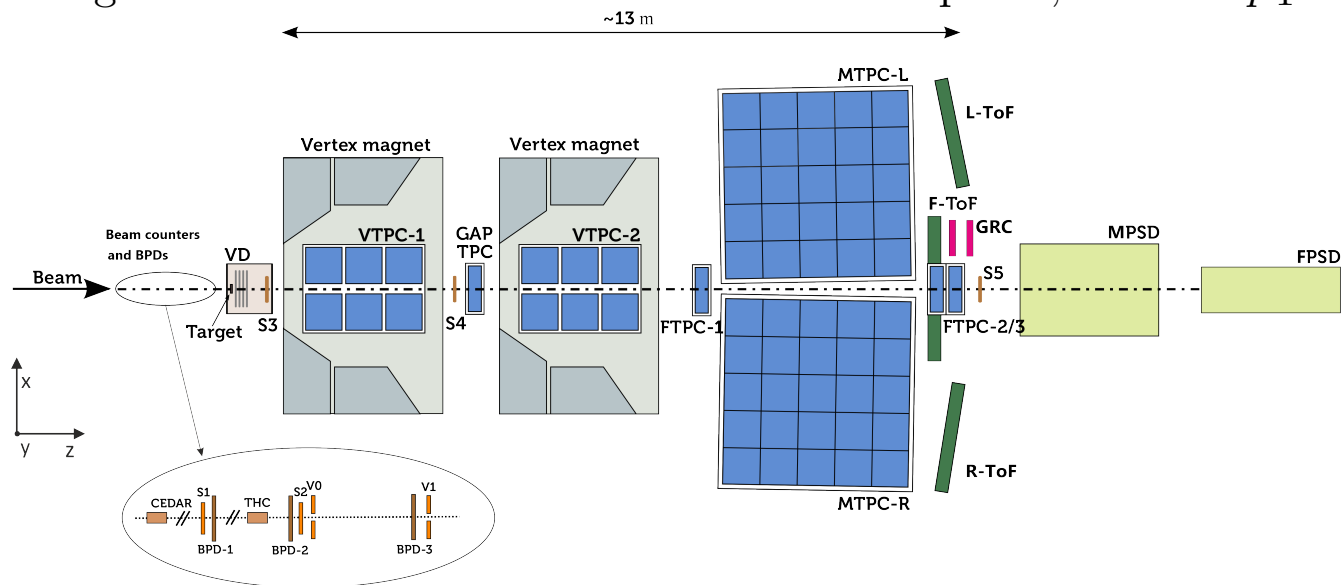 ~13 m
MTPC-L
L-ToF
Vertex magnet
Vertex magnet
F-ToF
GRC
Beam counters
and BPDs
VD
VTPC-1
GAP
TPC
VTPC-2
MPSD
FPSD
Beam
S5
Target
S3
S4
FTPC-1
FTPC-2/3
x
y
z
R-ToF
MTPC-R
CEDAR
S1
THC
S2
V0
V1
BPD-1
BPD-2
BPD-3